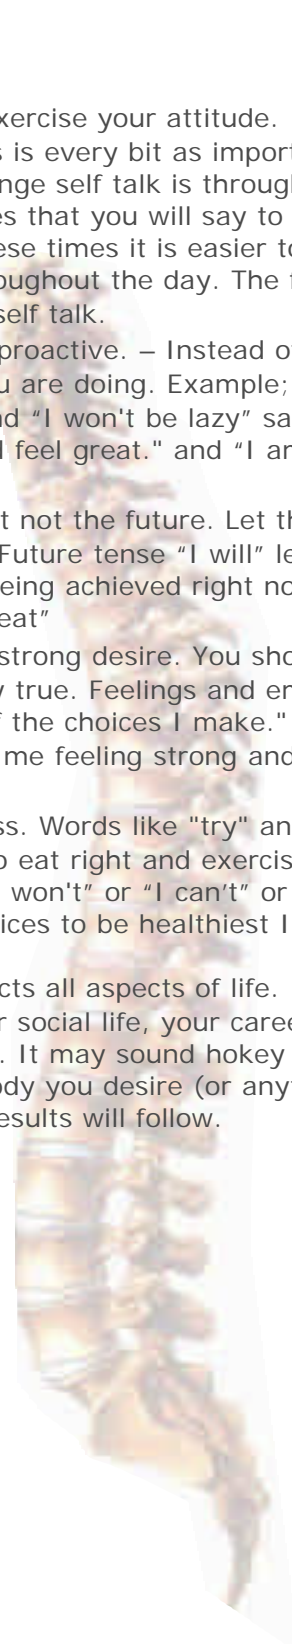 xercise your attitude.
s is every bit as import
nge self talk is through
es that you will say to
ese times it is easier to
oughout the day. The f
self talk.
proactive. – Instead o
u are doing. Example;
nd “I won't be lazy” sa
l feel great." and “I am
t not the future. Let th
Future tense “I will” le
eing achieved right no
eat”
strong desire. You sho
y true. Feelings and em
f the choices I make."
me feeling strong and
ss. Words like "try" an
o eat right and exercis
won't” or “I can’t” or
ices to be healthiest I
cts all aspects of life.
r social life, your caree
. It may sound hokey
ody you desire (or anyt
esults will follow.